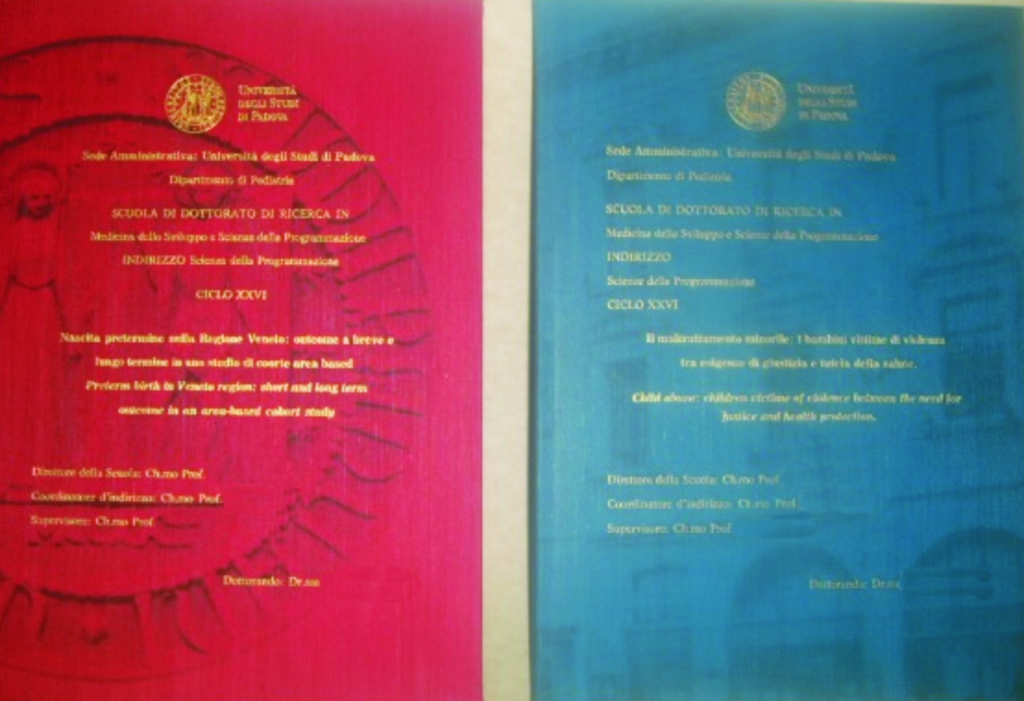 UNIVERSITÀ
DEGLI STUDI
DI PADOVA
Sede Amministrativa: Università degli Studi di Padova
Dipartimento di Pediatria
SCUOLA DI DOTTORATO DI RICERCA IN
Medicina dello Sviluppo e Scienze della Programmazione
INDIRIZZO Scienze della Programmazione
CICLO XXVI
Nascita pretermine nella Regione Veneto: outcome a breve e
lungo termine in uno studio di coorte area based
Preterm birth in Veneto region: short and long term
outcome in an area-based cohort study
Direttore della Scuola: Ch.mo Prof.
Coordinatore d'indirizzo: Ch.mo Prof.
Supervisore: Ch.mo Prof
Dottorando: Dr.ssa
UNIVERSITÀ
DEGLI STUDI
DI PADOVA
Sede Amministrativa: Università degli Studi di Padova
Dipartimento di Pediatria
SCUOLA DI DOTTORATO DI RICERCA IN
Medicina dello Sviluppo e Scienze della Programmazione
INDIRIZZO
Scienze della Programmazione
CICLO XXVI
Il maltrattamento minorile: i bambini vittime di violenza
tra esigenze di giustizia e tutela della salute.
Child abuse: children victims of violence between the need for
justice and health protection.
Direttore della Scuola: Ch.mo Prof
Coordinatore d'indirizzo: Ch.mo Prof
Supervisore: Ch.mo Prof
Dottoranda: Dr.ssa